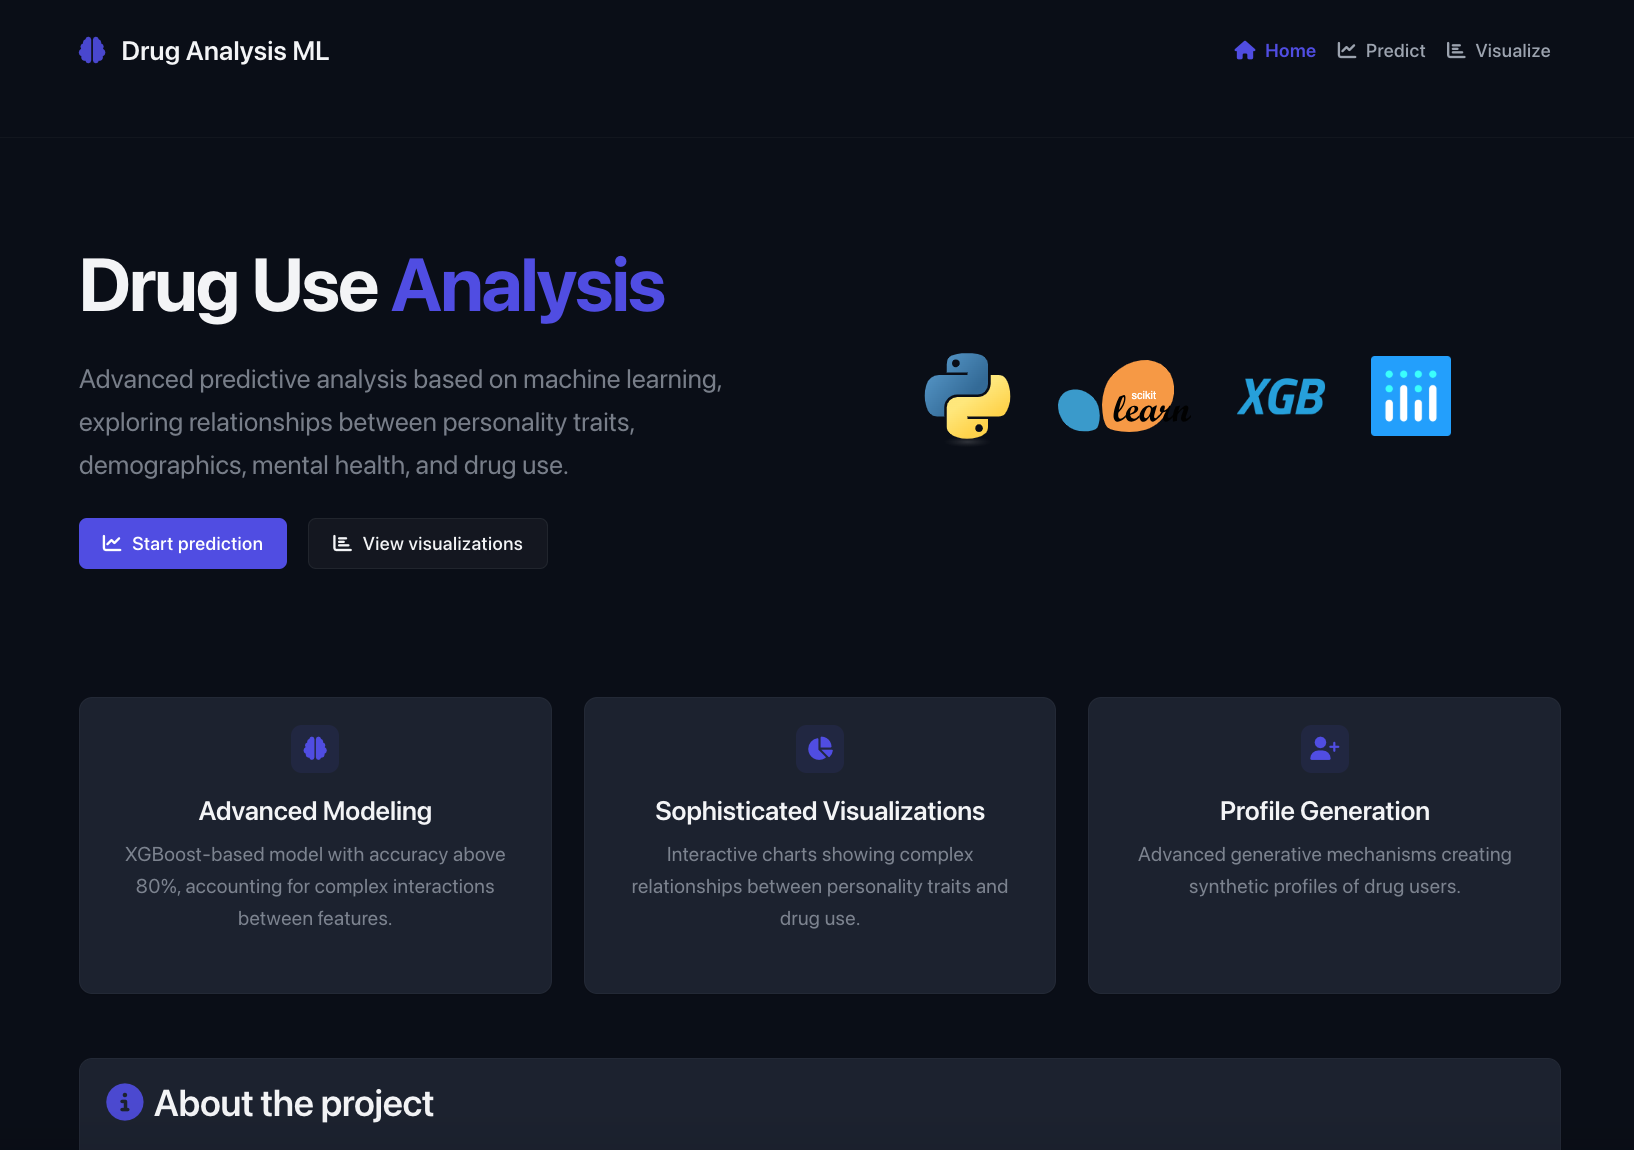 Drug Analysis ML
Home
Predict
Visualize
Drug Use Analysis
Advanced predictive analysis based on machine learning,
exploring relationships between personality traits,
demographics, mental health, and drug use.
Start prediction
View visualizations
scikit
learn
XGB
Advanced Modeling
XGBoost-based model with accuracy above
80%, accounting for complex interactions
between features.
Sophisticated Visualizations
Interactive charts showing complex
relationships between personality traits and
drug use.
Profile Generation
Advanced generative mechanisms creating
synthetic profiles of drug users.
About the project